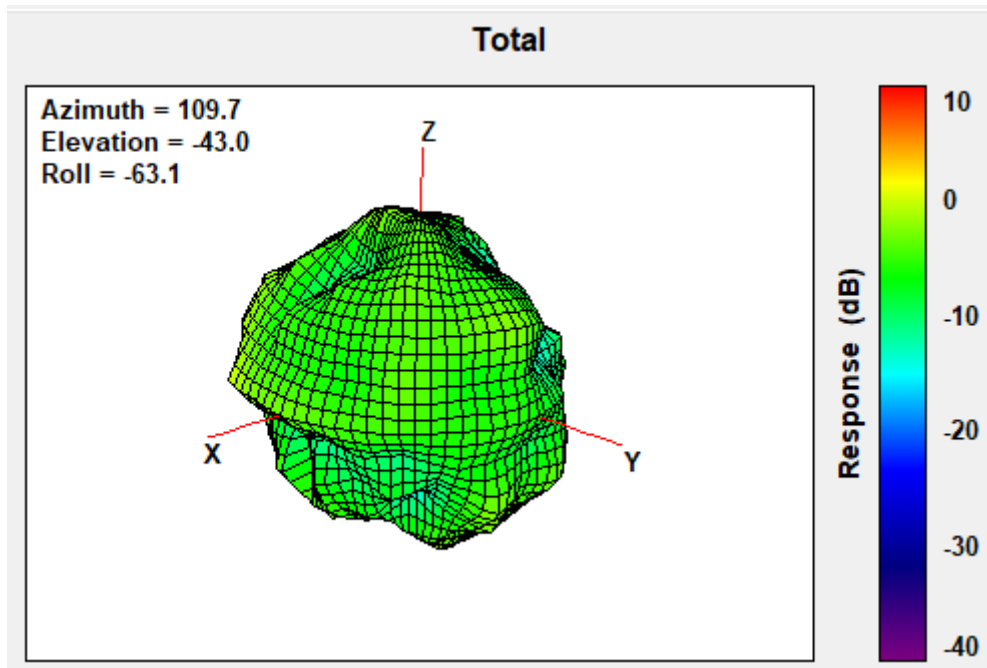 Total
Azimuth = 109.7
Elevation = -43.0
Roll = -63.1
Z
X
Y
10
0
-10
-20
-30
-40
Response (dB)